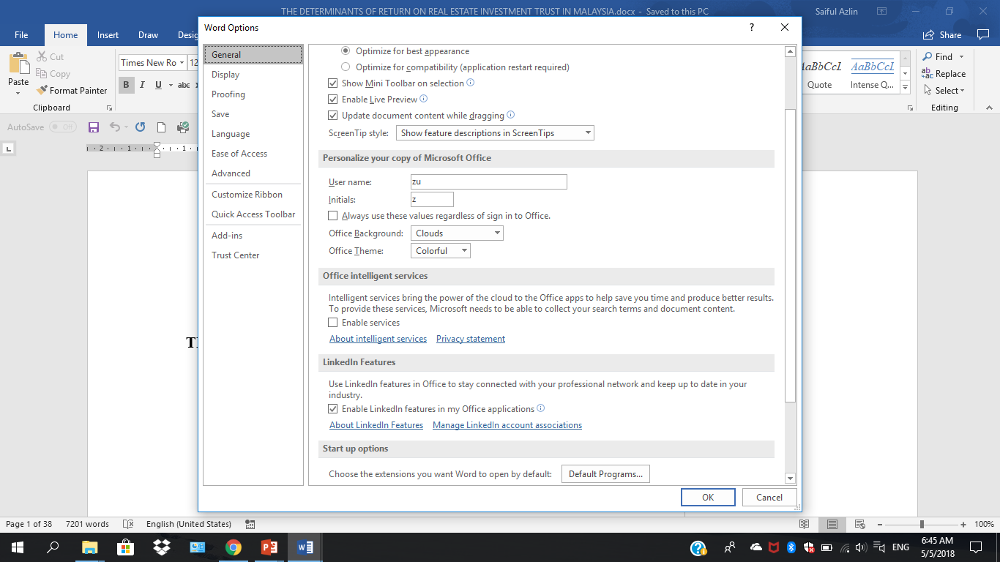 THE DETERMINANTS OF RETURN ON REAL ESTATE INVESTMENT TRUST IN MALAYSIA.docx - Saved to this PC
Saiful Azlin
Word Options
?
File
Home
Insert
Draw
Desig
Share
Paste
Cut
Copy
Format Painter
Clipboard
Times New Ro
12
B I U abc x
AaBbCcI
Quote
AaBbCcI
Intense Q...
Find
Replace
Select
Editing
AutoSave Off
General
Display
Proofing
Save
Language
Ease of Access
Advanced
Customize Ribbon
Quick Access Toolbar
Add-ins
Trust Center
Optimize for best appearance
Optimize for compatibility (application restart required)
Show Mini Toolbar on selection
Enable Live Preview
Update document content while dragging
ScreenTip style: Show feature descriptions in ScreenTips
Personalize your copy of Microsoft Office
User name: zu
Initials: z
Always use these values regardless of sign in to Office.
Office Background: Clouds
Office Theme: Colorful
Office intelligent services
Intelligent services bring the power of the cloud to the Office apps to help save you time and produce better results.
To provide these services, Microsoft needs to be able to collect your search terms and document content.
Enable services
About intelligent services Privacy statement
LinkedIn Features
Use LinkedIn features in Office to stay connected with your professional network and keep up to date in your
industry.
Enable LinkedIn features in my Office applications
About LinkedIn Features Manage LinkedIn account associations
Start up options
Choose the extensions you want Word to open by default: Default Programs...
OK Cancel
2 1 1
Page 1 of 38 7201 words English (United States) 100%
ENG
6:45 AM
5/5/2018